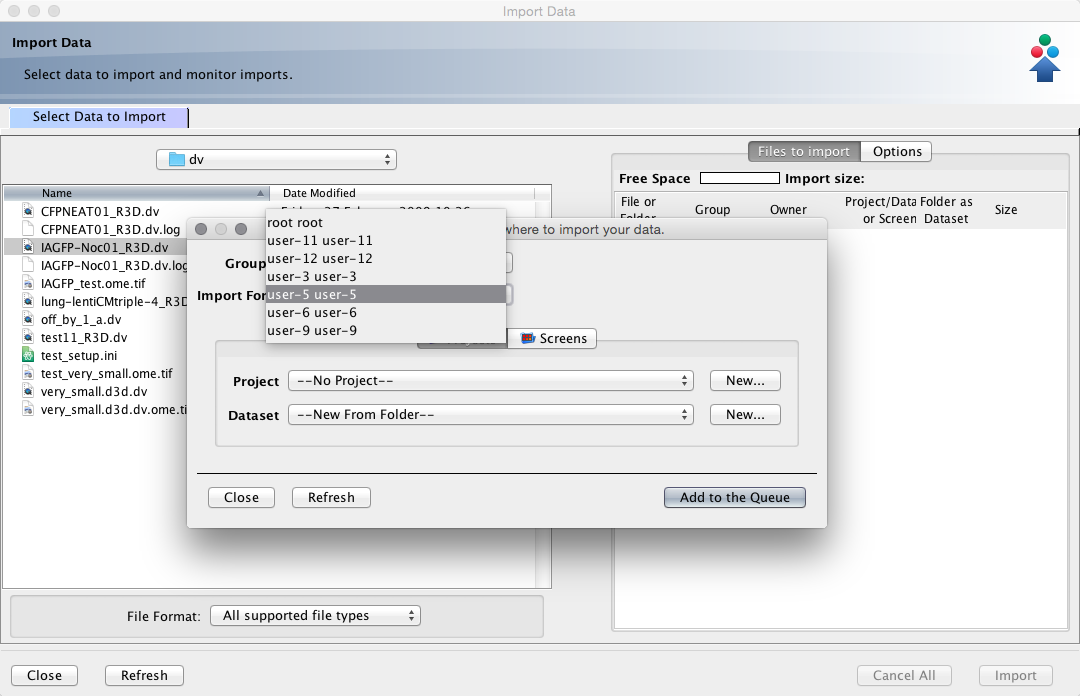 Import Data
Import Data
Select data to import and monitor imports.
Select Data to Import
dv
Name
Date Modified
CFPNEAT01_R3D.dv
CFPNEAT01_R3D.dv.log
IAGFP-Noc01_R3D.dv
IAGFP-Noc01_R3D.dv.log
IAGFP_test.ome.tif
lung-lentiCMtriple-4_R3D
off_by_1_a.dv
test11_R3D.dv
test_setup.ini
test_very_small.ome.tif
very_small.d3d.dv
very_small.d3d.dv.ome.ti
File Format:
All supported file types
Files to import
Options
Free Space
Import size:
File or
Folder
Group
Owner
Project/Data
or Screen
Folder as
Dataset
Size
where to import your data.
Group
Import For
root root
user-11 user-11
user-12 user-12
user-3 user-3
user-5 user-5
user-6 user-6
user-9 user-9
Screens
Project
--No Project--
New...
Dataset
--New From Folder--
New...
Close
Refresh
Add to the Queue
Close
Refresh
Cancel All
Import